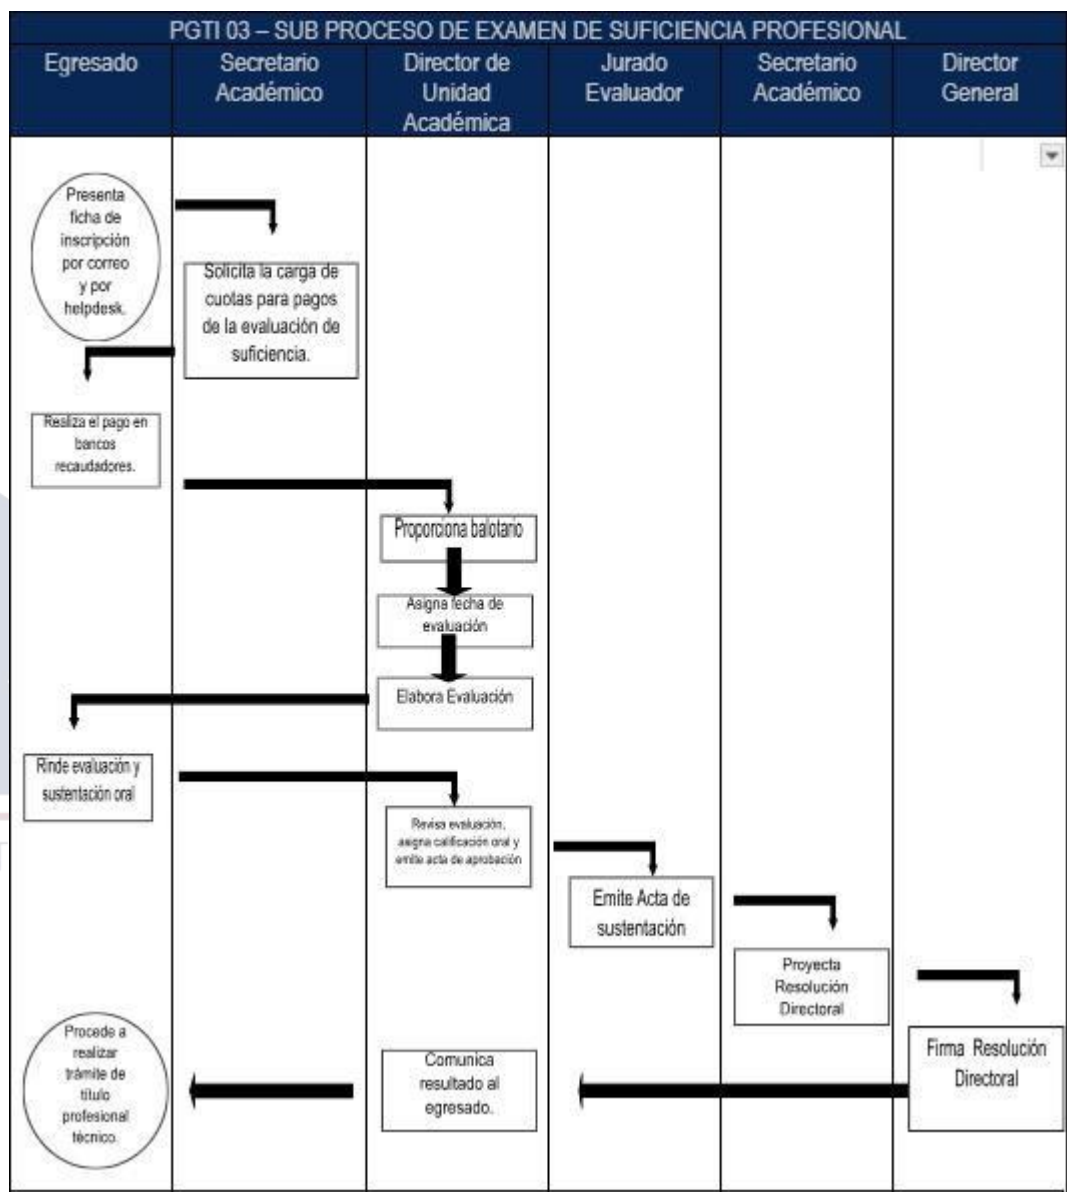 PGTI 03 – SUB PROCESO DE EXAMEN DE SUFICIENCIA PROFESIONAL
Egresado
Secretario
Académico
Director de
Unidad
Académica
Jurado
Evaluador
Secretario
Académico
Director
General
Presenta
ficha de
inscripción
por correo
y por
helpdesk.
Solicita la carga de
cuotas para pagos
de la evaluación de
suficiencia.
Realiza el pago en
bancos
recaudadores.
Proporciona balotario
Asigna fecha de
evaluación
Elabora Evaluación
Rinde evaluación y
sustentación oral
Revisa evaluación,
asigna calificación oral y
emite acta de aprobación
Emite Acta de
sustentación
Proyecta
Resolución
Directoral
Firma Resolución
Directoral
Comunica
resultado al
egresado.
Procede a
realizar
trámite de
título
profesional
técnico.